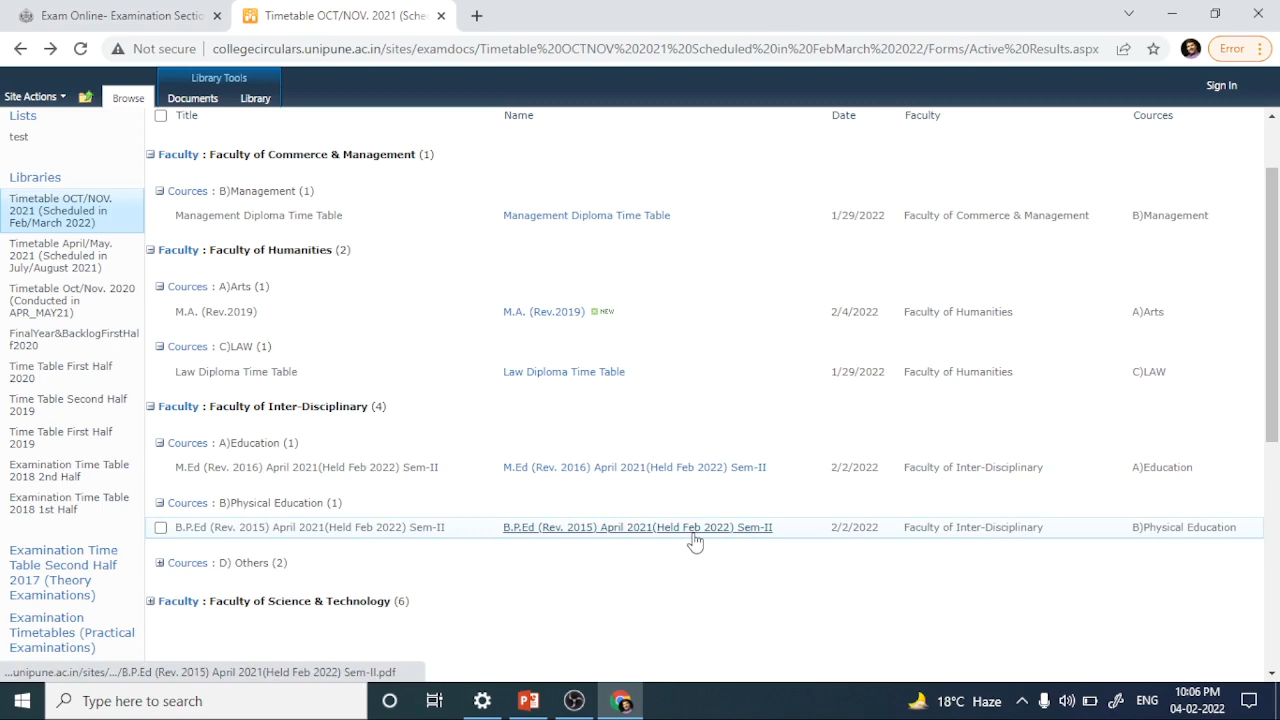 Exam Online- Examination Sectio
Timetable OCT/NOV. 2021 (Sche
Not secure
collegecirculars.unipune.ac.in/sites/examdocs/Timetable%20OCTNOV%202021%20Scheduled%20in%20FebMarch%202022/Forms/Active%20Results.aspx
Error
Library Tools
Site Actions
Browse
Documents
Library
Sign In
Lists
test
Libraries
Timetable OCT/NOV.
2021 (Scheduled in
Feb/March 2022)
Timetable April/May.
2021 (Scheduled in
July/August 2021)
Timetable Oct/Nov. 2020
(Conducted in
APR_MAY21)
FinalYear&BacklogFirstHal
f2020
Time Table First Half
2020
Time Table Second Half
2019
Time Table First Half
2019
Examination Time Table
2018 2nd Half
Examination Time Table
2018 1st Half
Examination Time
Table Second Half
2017 (Theory
Examinations)
Examination
Timetables (Practical
Examinations)
Title Name Date Faculty Cources
Faculty : Faculty of Commerce & Management (1)
Cources : B)Management (1)
Management Diploma Time Table Management Diploma Time Table 1/29/2022 Faculty of Commerce & Management B)Management
Faculty : Faculty of Humanities (2)
Cources : A)Arts (1)
M.A. (Rev.2019) M.A. (Rev.2019) NEW 2/4/2022 Faculty of Humanities A)Arts
Cources : C)LAW (1)
Law Diploma Time Table Law Diploma Time Table 1/29/2022 Faculty of Humanities C)LAW
Faculty : Faculty of Inter-Disciplinary (4)
Cources : A)Education (1)
M.Ed (Rev. 2016) April 2021(Held Feb 2022) Sem-II M.Ed (Rev. 2016) April 2021(Held Feb 2022) Sem-II 2/2/2022 Faculty of Inter-Disciplinary A)Education
Cources : B)Physical Education (1)
B.P.Ed (Rev. 2015) April 2021(Held Feb 2022) Sem-II B.P.Ed (Rev. 2015) April 2021(Held Feb 2022) Sem-II 2/2/2022 Faculty of Inter-Disciplinary B)Physical Education
Cources : D) Others (2)
Faculty : Faculty of Science & Technology (6)
...unipune.ac.in/sites/.../B.P.Ed (Rev. 2015) April 2021(Held Feb 2022) Sem-II.pdf
Type here to search
18°C Haze
ENG
10:06 PM
04-02-2022